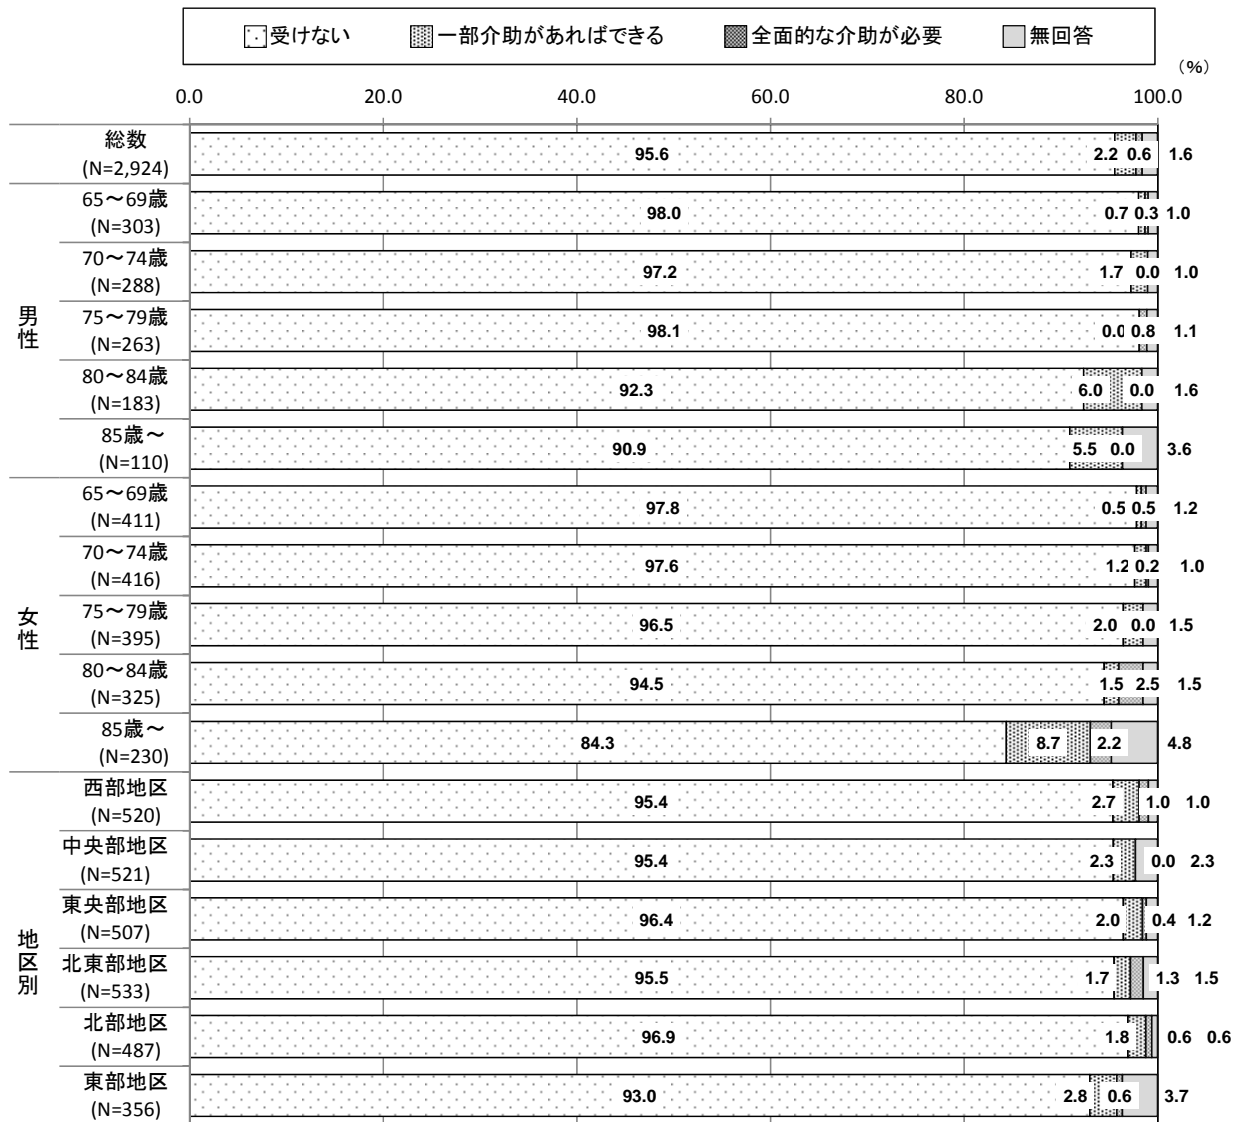 受けない 一部介助があればできる 全面的な介助が必要 無回答
（%）
0.0 20.0 40.0 60.0 80.0 100.0
総数
(N=2,924)
95.6 2.2 0.6 1.6
男性
65～69歳
(N=303)
98.0 0.7 0.3 1.0
70～74歳
(N=288)
97.2 1.7 0.0 1.0
75～79歳
(N=263)
98.1 0.0 0.8 1.1
80～84歳
(N=183)
92.3 6.0 0.0 1.6
85歳～
(N=110)
90.9 5.5 0.0 3.6
女性
65～69歳
(N=411)
97.8 0.5 0.5 1.2
70～74歳
(N=416)
97.6 1.2 0.2 1.0
75～79歳
(N=395)
96.5 2.0 0.0 1.5
80～84歳
(N=325)
94.5 1.5 2.5 1.5
85歳～
(N=230)
84.3 8.7 2.2 4.8
地区別
西部地区
(N=520)
95.4 2.7 1.0 1.0
中央部地区
(N=521)
95.4 2.3 0.0 2.3
東央部地区
(N=507)
96.4 2.0 0.4 1.2
北東部地区
(N=533)
95.5 1.7 1.3 1.5
北部地区
(N=487)
96.9 1.8 0.6 0.6
東部地区
(N=356)
93.0 2.8 0.6 3.7